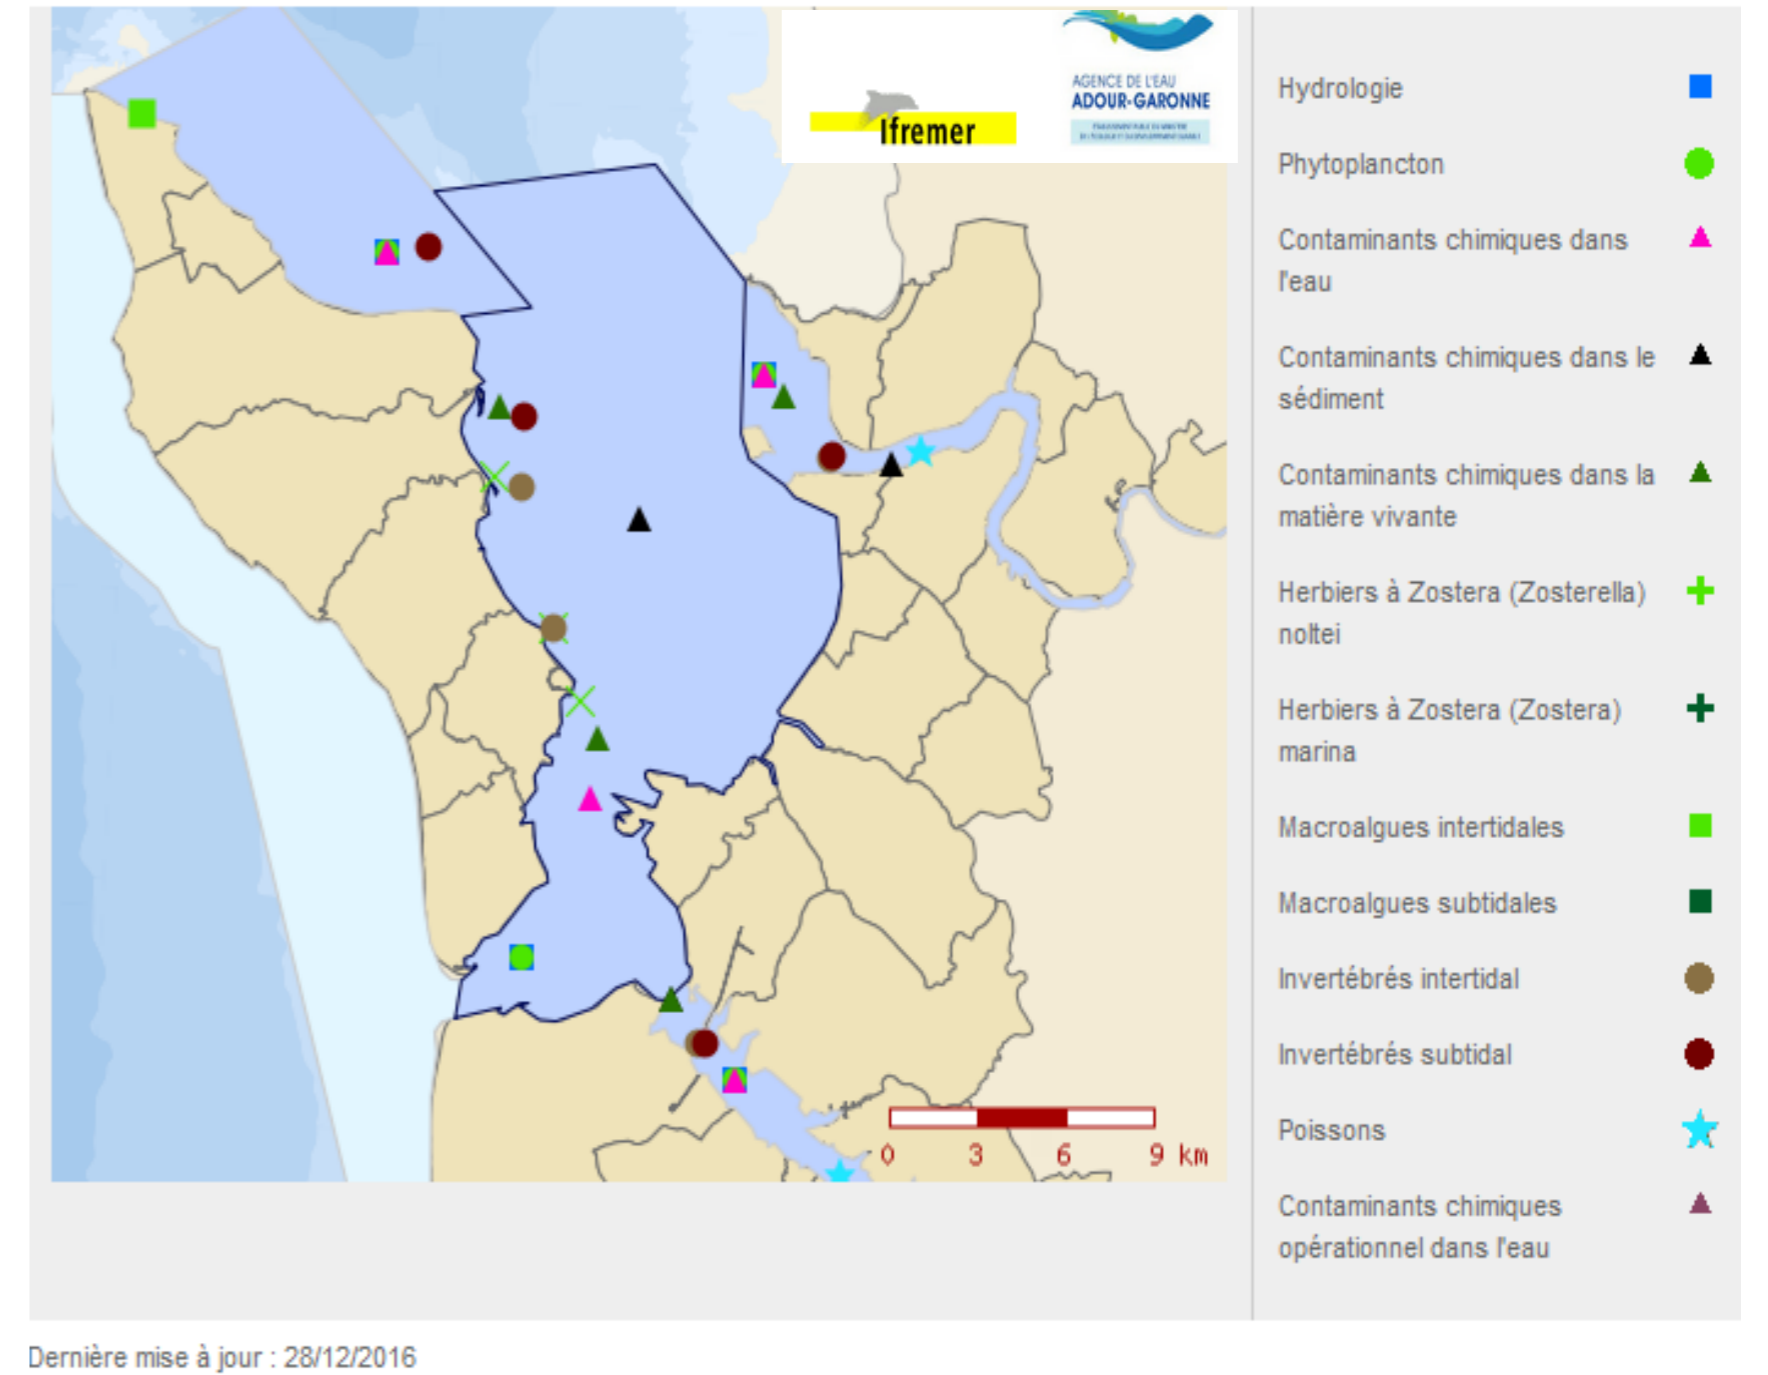 AGENCE DE L'EAU
ADOUR-GARONNE
Ifremer
Hydrologie
Phytoplancton
Contaminants chimiques dans
l'eau
Contaminants chimiques dans le
sédiment
Contaminants chimiques dans la
matière vivante
Herbiers à Zostera (Zosterella)
noltei
Herbiers à Zostera (Zostera)
marina
Macroalgues intertidales
Macroalgues subtidales
Invertébrés intertidal
Invertébrés subtidal
Poissons
Contaminants chimiques
opérationnel dans l'eau
0 3 6 9 km
Dernière mise à jour : 28/12/2016